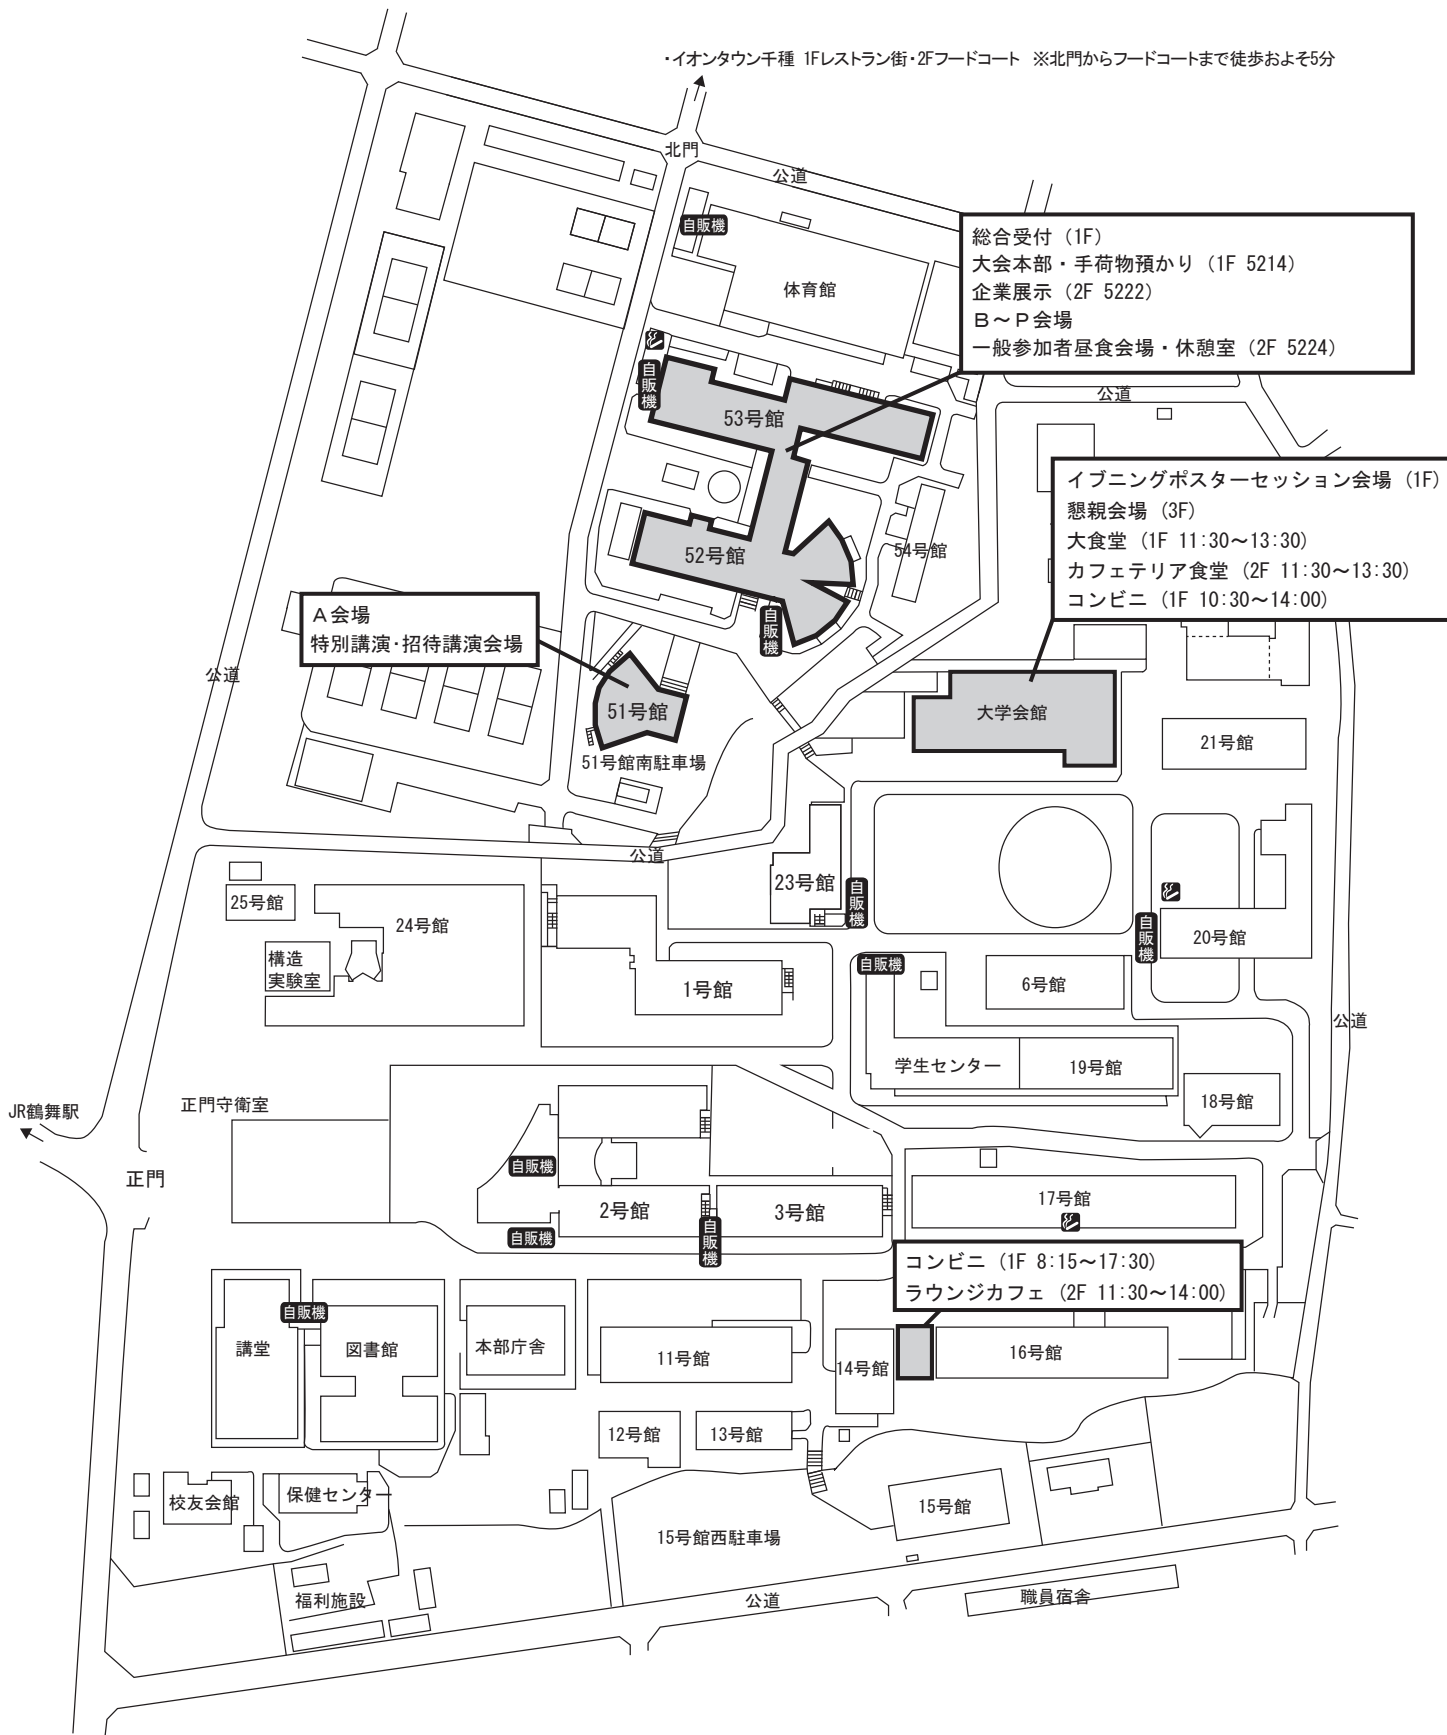 ・イオンタウン千種 1Fレストラン街・2Fフードコート ※北門からフードコートまで徒歩およそ5分
北門
公道
自販機
体育館
総合受付 (1F)
大会本部・手荷物預かり (1F 5214)
企業展示 (2F 5222)
B～P会場
一般参加者昼食会場・休憩室 (2F 5224)
自販機
53号館
公道
イブニングポスターセッション会場 (1F)
懇親会場 (3F)
大食堂 (1F 11:30～13:30)
カフェテリア食堂 (2F 11:30～13:30)
コンビニ (1F 10:30～14:00)
52号館
54号館
自販機
A会場
特別講演・招待講演会場
公道
51号館
大学会館
21号館
51号館南駐車場
公道
23号館
自販機
25号館
24号館
自販機
20号館
構造
実験室
1号館
自販機
6号館
公道
学生センター
19号館
18号館
JR鶴舞駅
正門守衛室
正門
自販機
2号館
3号館
17号館
自販機
自販機
コンビニ (1F 8:15～17:30)
ラウンジカフェ (2F 11:30～14:00)
自販機
講堂
図書館
本部庁舎
11号館
14号館
16号館
12号館
13号館
校友会館
保健センター
15号館
15号館西駐車場
福利施設
公道
職員宿舎